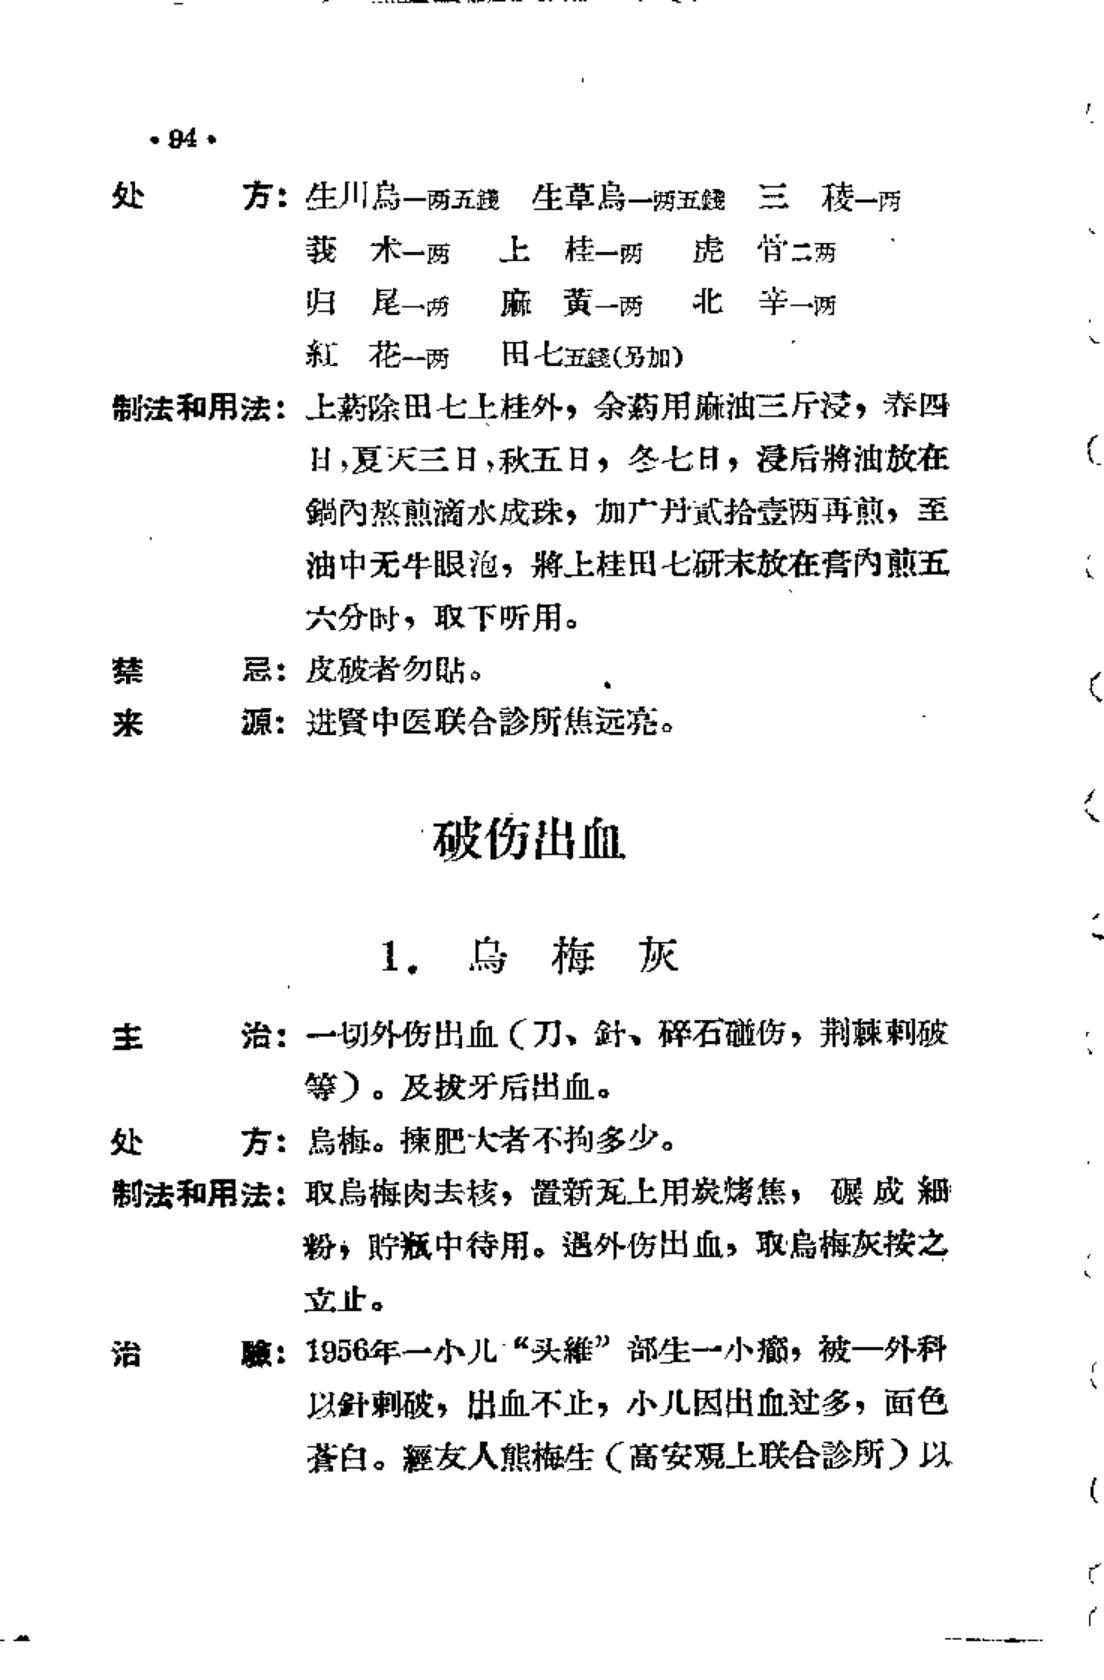 •94•
处　　方：生川烏一两五錢　生草烏一两五錢　三　稜一两
莪　术一两　上　桂一两　虎　骨二两
归　尾一两　麻　黃一两　北　辛一两
紅　花一两　田七五錢(另加)
制法和用法：上葯除田七上桂外，余葯用麻油三斤浸，春四
日，夏天三日，秋五日，冬七日，浸后將油放在
鍋內熬煎滴水成珠，加广丹貳拾壹两再煎，至
油中无牛眼泡，將上桂田七研末放在膏內煎五
六分时，取下听用。
禁　　忌：皮破者勿貼。
来　　源：进賢中医联合診所焦远亮。
破伤出血
1.　烏　梅　灰
主　　治：一切外伤出血（刀、針、碎石碰伤，荆棘刺破
等）。及拔牙后出血。
处　　方：烏梅。揀肥大者不拘多少。
制法和用法：取烏梅肉去核，置新瓦上用炭烤焦，碾成細
粉，貯瓶中待用。遇外伤出血，取烏梅灰按之
立止。
治　　驗：1956年一小儿“头維”部生一小癤，被一外科
以針刺破，出血不止，小儿因出血过多，面色
蒼白。經友人熊梅生（高安覌上联合診所）以